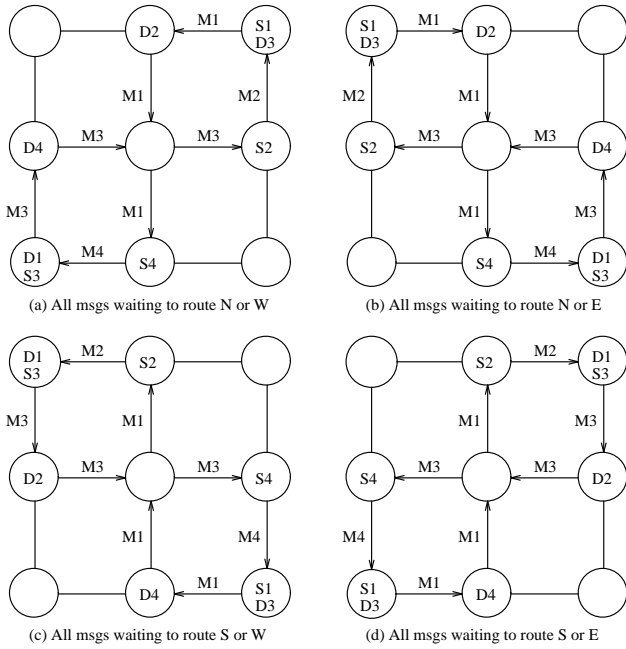 D2 M1 S1 D2
D3
S1 M1 D2
D3
M1 M2
M2 M1
D4 M3 M3 S2
S2 M3 M3 D4
M3 M1
M1 M3
D1 M4 S4
S3
S4 M4 D1
S3
(a) All msgs waiting to route N or W
(b) All msgs waiting to route N or E
D1 M2 S2
S3
S2 M2 D1
S3
M3 M1
M1 M3
D2 M3 M3 S4
S4 M3 M3 D2
M1 M4
M4 M1
D4 M1 S1
D3
S1 M1 D4
D3
(c) All msgs waiting to route S or W
(d) All msgs waiting to route S or E